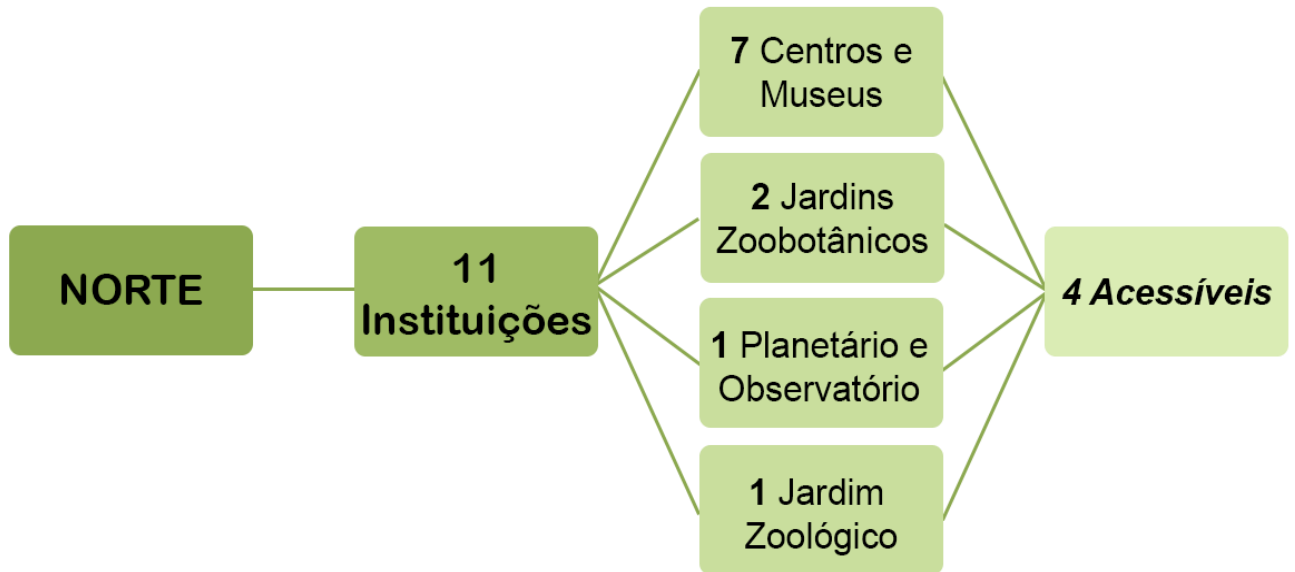 NORTE
11
Instituições
7 Centros e
Museus
2 Jardins
Zoobotânicos
1 Planetário e
Observatório
1 Jardim
Zoológico
4 Acessíveis